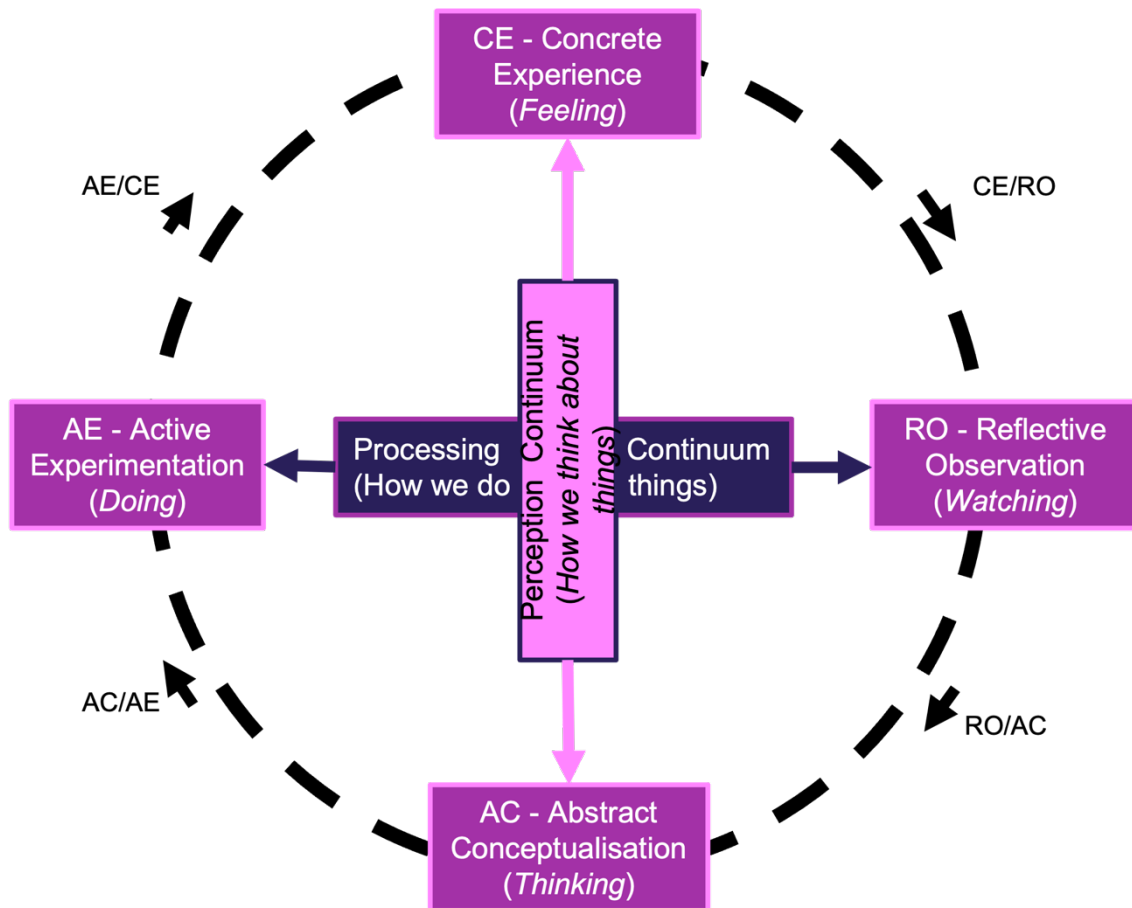 CE - Concrete
Experience
(Feeling)
AE/CE
CE/RO
AE - Active
Experimentation
(Doing)
Processing
(How we do
Perception Continuum
(How we think about
things)
Continuum
things)
RO - Reflective
Observation
(Watching)
AC/AE
RO/AC
AC - Abstract
Conceptualisation
(Thinking)